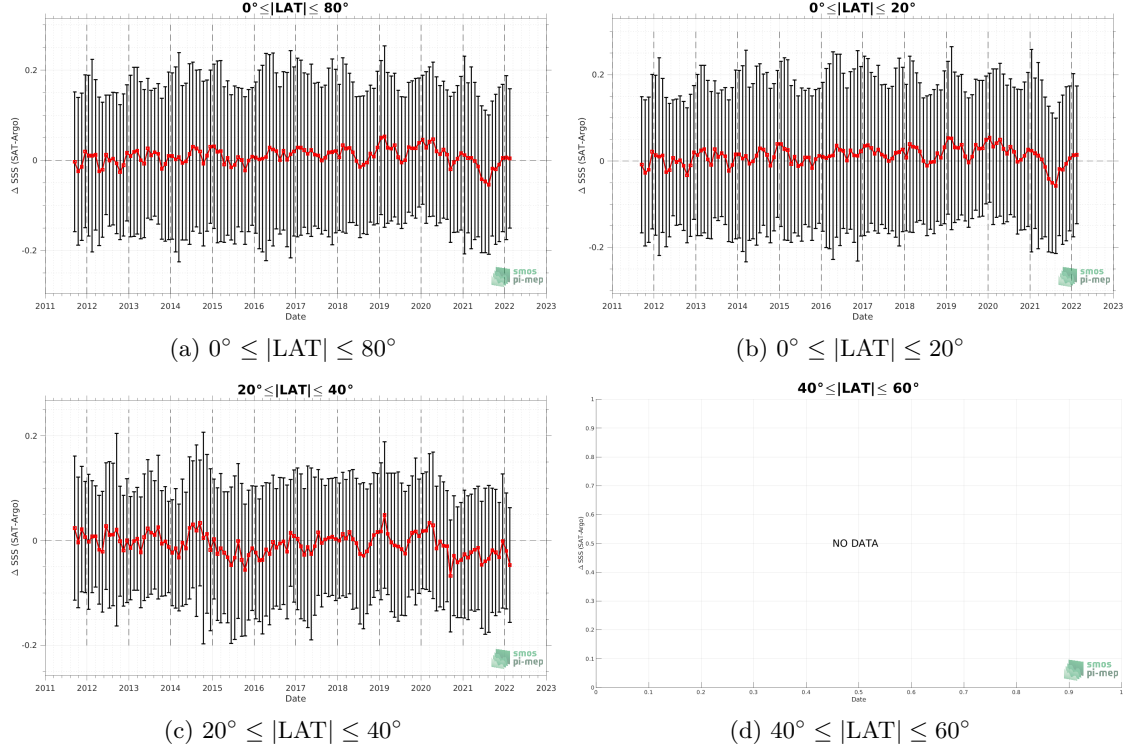 0°≤|LAT|≤ 80°
Δ SSS (SAT-Argo)
0.2
0
-0.2
2011 2012 2013 2014 2015 2016 2017 2018 2019 2020 2021 2022 2023
Date
smos
pi-mep
(a) 0° ≤ |LAT| ≤ 80°
0°≤|LAT|≤ 20°
Δ SSS (SAT-Argo)
0.2
0
-0.2
2011 2012 2013 2014 2015 2016 2017 2018 2019 2020 2021 2022 2023
Date
smos
pi-mep
(b) 0° ≤ |LAT| ≤ 20°
20°≤|LAT|≤ 40°
Δ SSS (SAT-Argo)
0.2
0
-0.2
2011 2012 2013 2014 2015 2016 2017 2018 2019 2020 2021 2022 2023
Date
smos
pi-mep
(c) 20° ≤ |LAT| ≤ 40°
40°≤|LAT|≤ 60°
Δ SSS (SAT-Argo)
1
0.9
0.8
0.7
0.6
0.5
0.4
0.3
0.2
0.1
0
NO DATA
0 0.1 0.2 0.3 0.4 0.5 0.6 0.7 0.8 0.9 1
Date
smos
pi-mep
(d) 40° ≤ |LAT| ≤ 60°